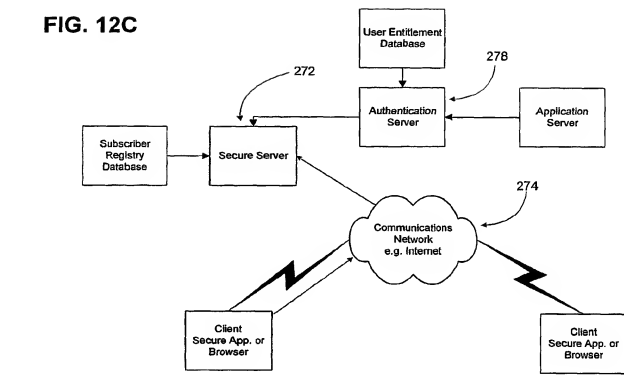 FIG. 12C
User Entitlement
Database
272
278
Authentication
Server
Application
Server
Subscriber
Registry
Database
Secure Server
274
Communications
Network
e.g. Internet
Client
Secure App. or
Browser
Client
Secure App. or
Browser